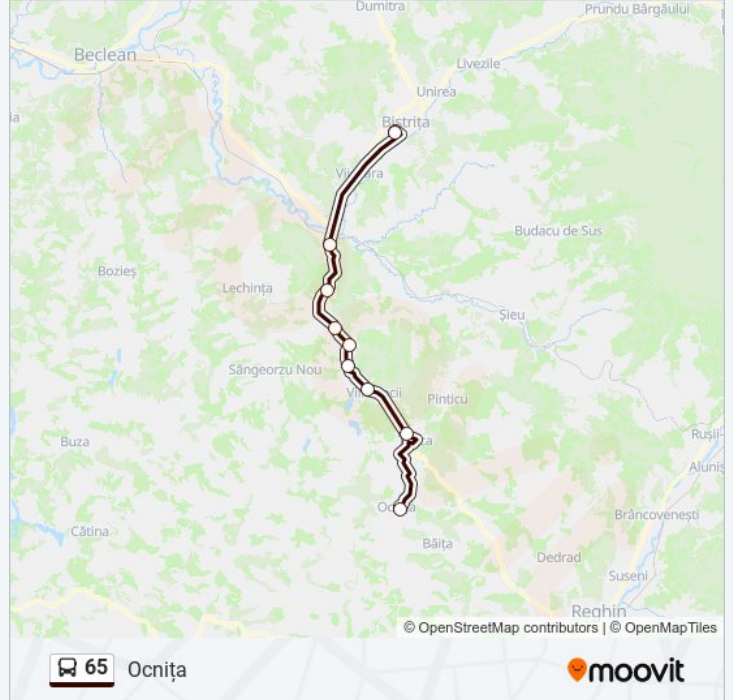 Dumitra
Prundu Bârgăului
Beclean
Livezile
Unirea
Bistrița
Budacu de Sus
Bozieș
Lechința
Șieu
Sângeorzu Nou
Pinticu
Buza
Rușii-
Aluniș
Brâncovenești
Cătina
Băița
Dedrad
Suseni
Reghin
© OpenStreetMap contributors | © OpenMapTiles
65 Ocnița
moovit